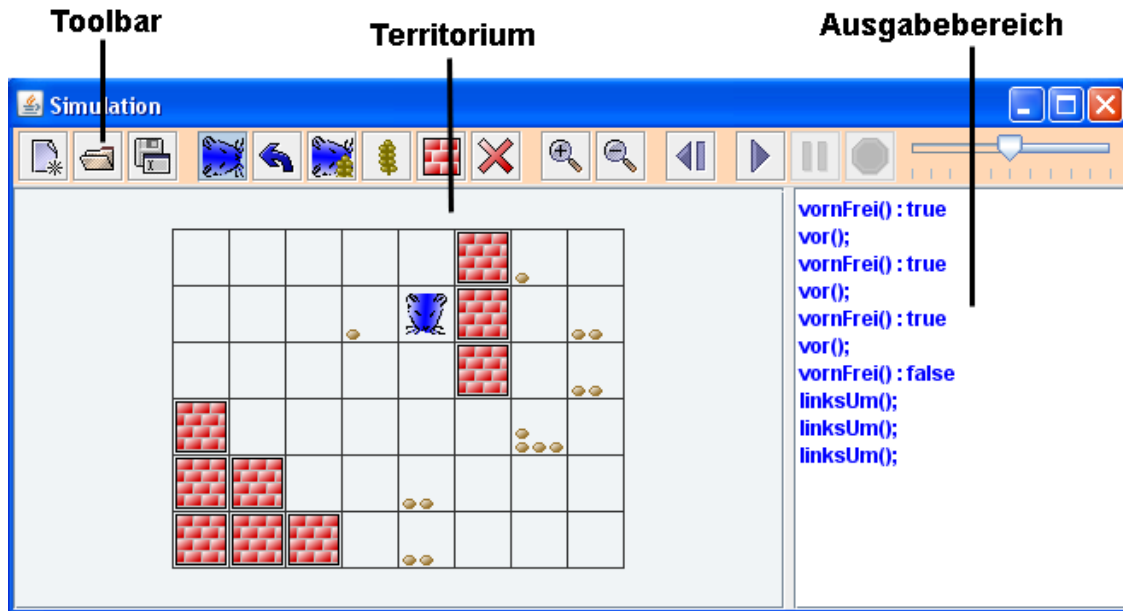 Toolbar
Territorium
Ausgabebereich
Simulation
vornFrei() : true
vor();
vornFrei() : true
vor();
vornFrei() : true
vor();
vornFrei() : false
linksUm();
linksUm();
linksUm();